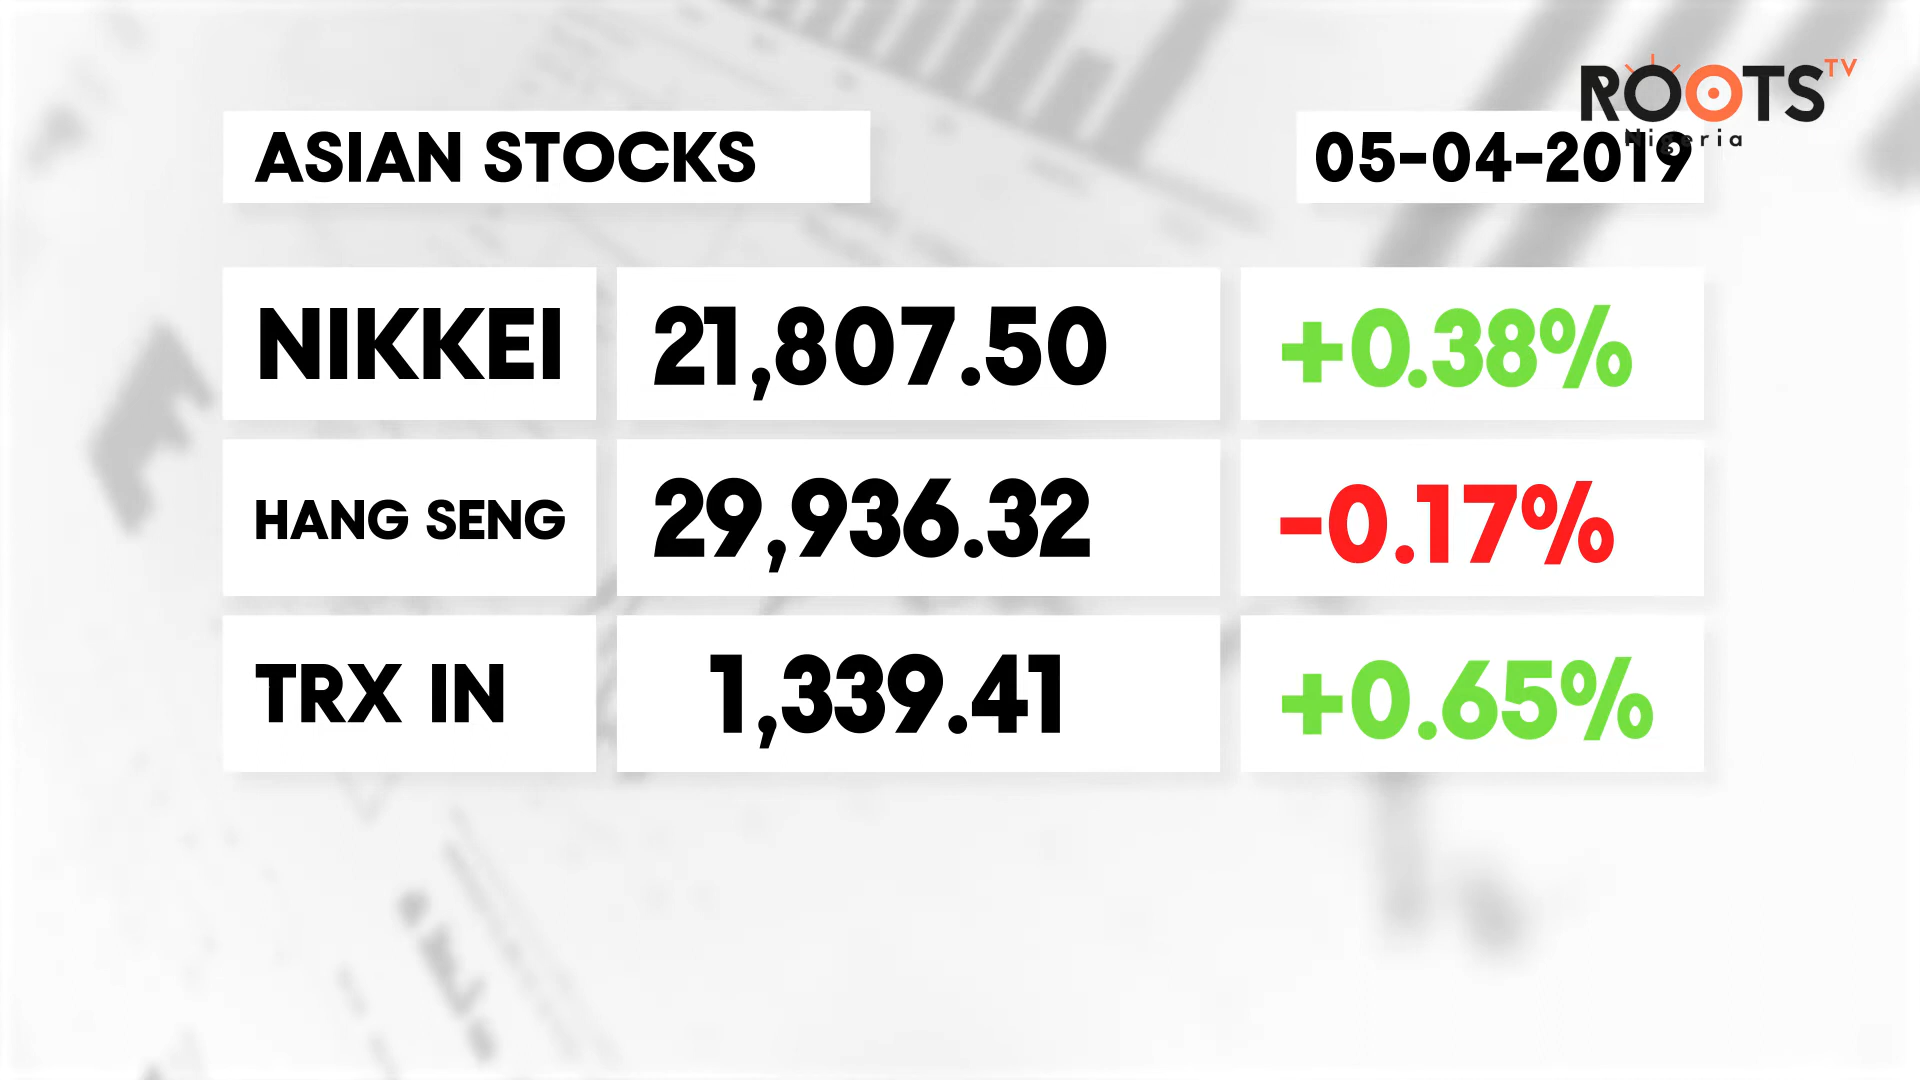 ROOTS TV
Nigeria
ASIAN STOCKS
05-04-2019
NIKKEI 21,807.50 +0.38%
HANG SENG 29,936.32 -0.17%
TRX IN 1,339.41 +0.65%